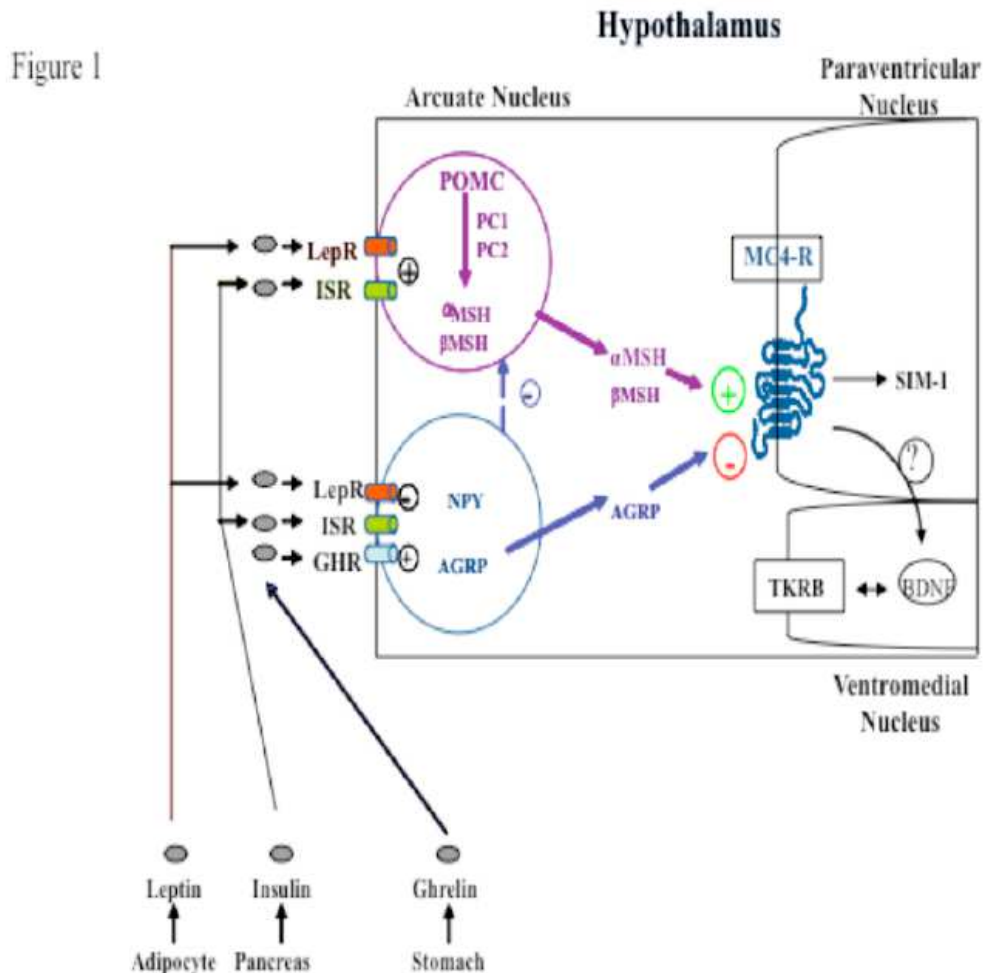 Hypothalamus
Figure 1
Paraventricular
Nucleus
Arcuate Nucleus
POMC
PC1
PC2
LepR
+
ISR
αMSH
βMSH
MC4-R
αMSH
βMSH
+
SIM-1
-
-
?
LepR
-
NPY
ISR
GHR
+
AGRP
AGRP
TKRB
BDNF
Ventromedial
Nucleus
Leptin
Insulin
Ghrelin
Adipocyte
Pancreas
Stomach